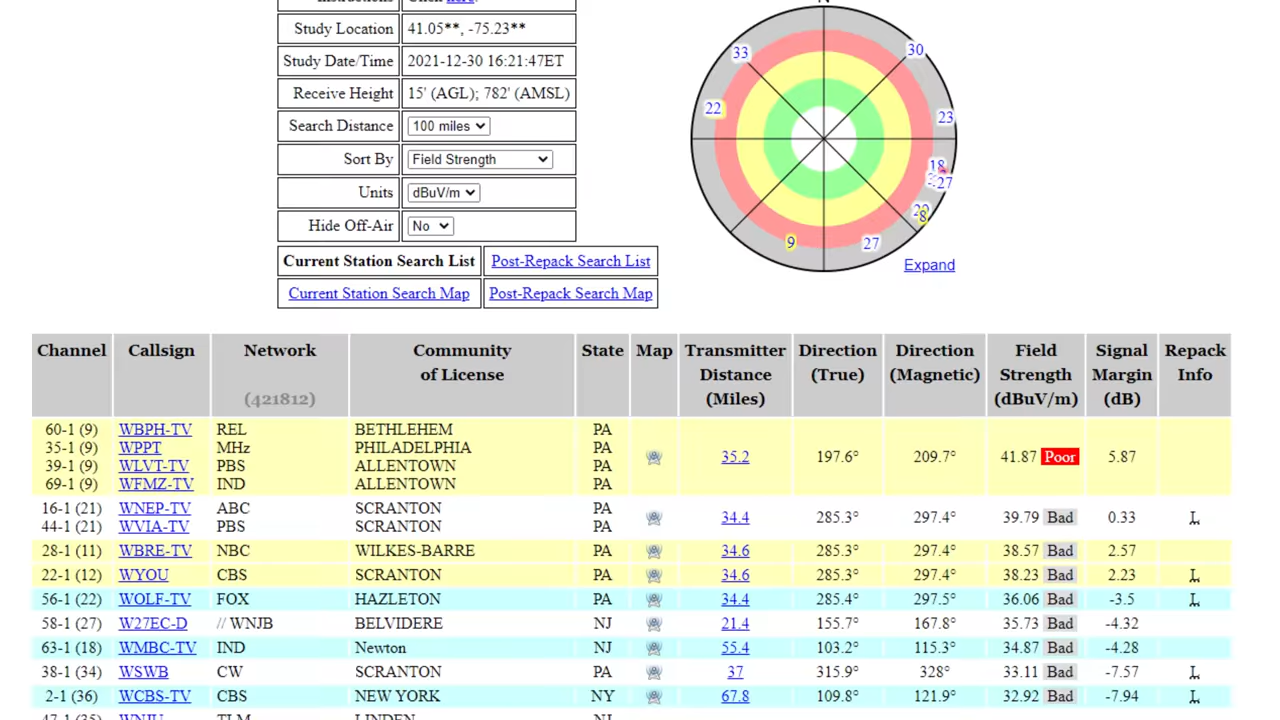 Instructions Click here.
Study Location 41.05**, -75.23**
Study Date/Time 2021-12-30 16:21:47ET
Receive Height 15' (AGL); 782' (AMSL)
Search Distance 100 miles
Sort By Field Strength
Units dBuV/m
Hide Off-Air No
Current Station Search List Post-Repack Search List
Current Station Search Map Post-Repack Search Map
N
33 30
22
23
18
27
8
9 27
Expand
Channel Callsign Network Community State Map Transmitter Direction Direction Field Signal Repack
of License Distance (True) (Magnetic) Strength Margin Info
(421812) (Miles) (dBuV/m) (dB)
60-1 (9) WBPH-TV REL BETHLEHEM PA
35-1 (9) WPPT MHz PHILADELPHIA PA
35.2 197.6° 209.7° 41.87 Poor 5.87
39-1 (9) WLVT-TV PBS ALLENTOWN PA
69-1 (9) WFMZ-TV IND ALLENTOWN PA
16-1 (21) WNEP-TV ABC SCRANTON PA
34.4 285.3° 297.4° 39.79 Bad 0.33 L
44-1 (21) WVIA-TV PBS SCRANTON PA
28-1 (11) WBRE-TV NBC WILKES-BARRE PA 34.6 285.3° 297.4° 38.57 Bad 2.57
22-1 (12) WYOU CBS SCRANTON PA 34.6 285.3° 297.4° 38.23 Bad 2.23 L
56-1 (22) WOLF-TV FOX HAZLETON PA 34.4 285.4° 297.5° 36.06 Bad -3.5 L
58-1 (27) W27EC-D // WNJB BELVIDERE NJ 21.4 155.7° 167.8° 35.73 Bad -4.32
63-1 (18) WMBC-TV IND Newton NJ 55.4 103.2° 115.3° 34.87 Bad -4.28
38-1 (34) WSWB CW SCRANTON PA 37 315.9° 328° 33.11 Bad -7.57 L
2-1 (36) WCBS-TV CBS NEW YORK NY 67.8 109.8° 121.9° 32.92 Bad -7.94 L
47-1 (35) WNJU TLM LINDEN NJ